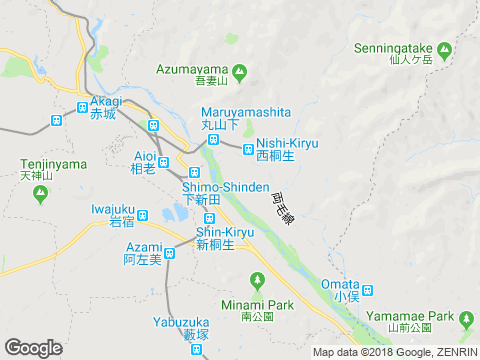 Senningatake
仙人ケ岳
Azumayama
吾妻山
Akagi
赤城
Maruyamashita
丸山下
Nishi-Kiryu
西桐生
Aioi
相老
Tenjinyama
天神山
Shimo-Shinden
下新田
両毛線
Iwajuku
岩宿
Shin-Kiryu
新桐生
Azami
阿左美
Omata
小俣
Minami Park
南公園
Yamamae Park
山前公園
Yabuzuka
藪塚
Google
Map data ©2018 Google, ZENRIN